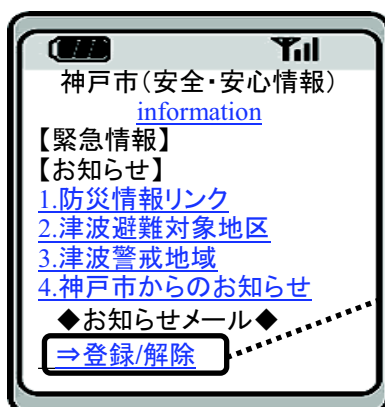 神戸市(安全・安心情報)
information
【緊急情報】
【お知らせ】
1.防災情報リンク
2.津波避難対象地区
3.津波警戒地域
4.神戸市からのお知らせ
◆お知らせメール◆
⇒登録/解除